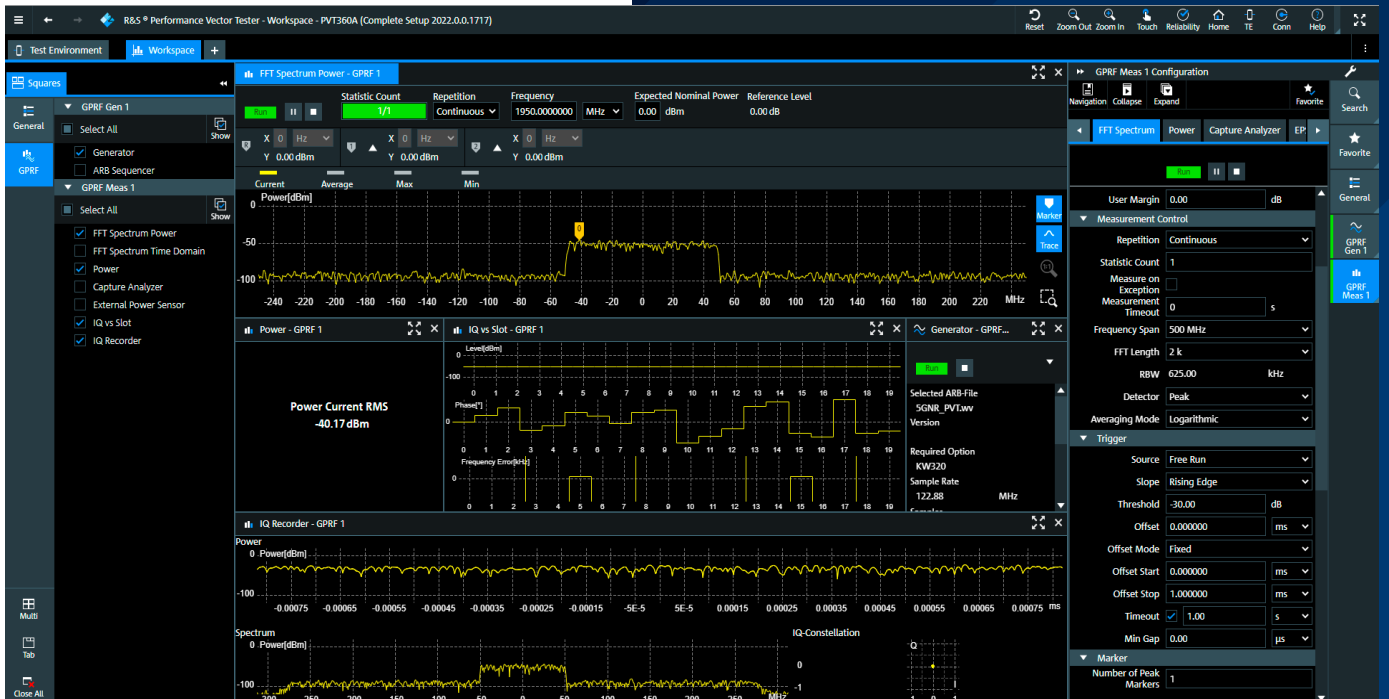 R&S ® Performance Vector Tester - Workspace - PVT360A (Complete Setup 2022.0.0.1717)
Reset Zoom Out Zoom In Touch Reliability Home TE Conn Help
Test Environment Workspace +
Squares
General
GPRF
GPRF Gen 1
Select All Show
Generator
ARB Sequencer
GPRF Meas 1
Select All Show
FFT Spectrum Power
FFT Spectrum Time Domain
Power
Capture Analyzer
External Power Sensor
IQ vs Slot
IQ Recorder
Multi
Tab
Close All
FFT Spectrum Power - GPRF 1
Statistic Count Repetition Frequency Expected Nominal Power Reference Level
Run 1/1 Continuous 1950.0000000 MHz 0.00 dBm 0.00 dB
X 0 Hz X 0 Hz X 0 Hz
Y 0.00 dBm Y 0.00 dBm Y 0.00 dBm
Current Average Max Min
Power[dBm]
0
-50
-100
0
Marker
Trace
-240 -220 -200 -180 -160 -140 -120 -100 -80 -60 -40 -20 0 20 40 60 80 100 120 140 160 180 200 220 MHz
Power - GPRF 1
Power Current RMS
-40.17 dBm
IQ vs Slot - GPRF 1
Level[dBm]
0
-100
0 1 2 3 4 5 6 7 8 9 10 11 12 13 14 15 16 17 18 19
Phase[°]
0
0 1 2 3 4 5 6 7 8 9 10 11 12 13 14 15 16 17 18 19
Frequency Error[kHz]
0
0 1 2 3 4 5 6 7 8 9 10 11 12 13 14 15 16 17 18 19
Generator - GPRF...
Run
Selected ARB-File
5GNR_PVT.wv
Version
Required Option
KW320
Sample Rate
122.88 MHz
IQ Recorder - GPRF 1
Power
0 Power[dBm]
-100
-0.00075 -0.00065 -0.00055 -0.00045 -0.00035 -0.00025 -0.00015 -5E-5 5E-5 0.00015 0.00025 0.00035 0.00045 0.00055 0.00065 0.00075 ms
Spectrum
0 Power[dBm]
-100
-300 -250 -200 -150 -100 -50 0 50 100 150 200 250 MHz
IQ-Constellation
Q
0
-1
I
-1 0 1
GPRF Meas 1 Configuration
Navigation Collapse Expand Favorite
FFT Spectrum Power Capture Analyzer EP
Run
User Margin 0.00 dB
Measurement Control
Repetition Continuous
Statistic Count 1
Measure on
Exception
Measurement
Timeout 0 s
Frequency Span 500 MHz
FFT Length 2 k
RBW 625.00 kHz
Detector Peak
Averaging Mode Logarithmic
Trigger
Source Free Run
Slope Rising Edge
Threshold -30.00 dB
Offset 0.000000 ms
Offset Mode Fixed
Offset Start 0.000000 ms
Offset Stop 1.000000 ms
Timeout 1.00 s
Min Gap 0.00 µs
Marker
Number of Peak
Markers 1
Search
Favorite
General
GPRF
Gen 1
GPRF
Meas 1